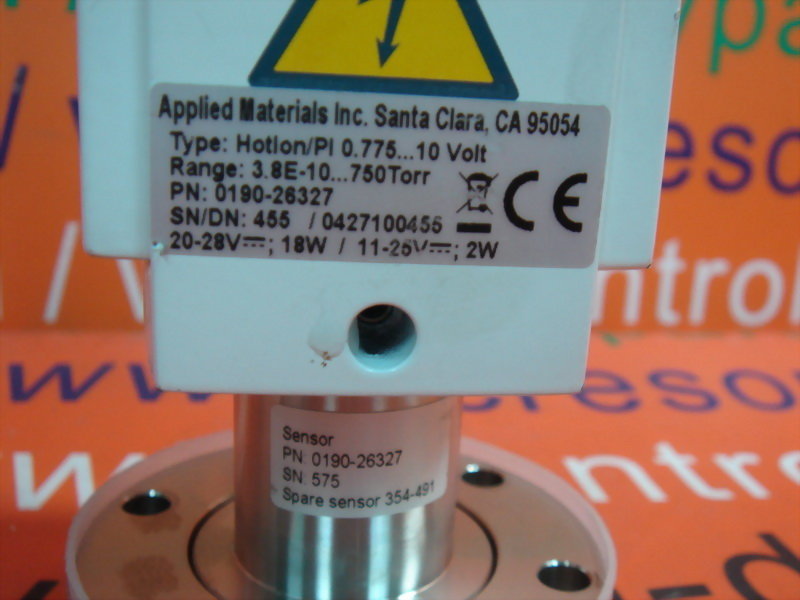 Applied Materials Inc. Santa Clara, CA 95054
Type: HotIon/PI 0.775...10 Volt
Range: 3.8E-10...750Torr
PN: 0190-26327
SN/DN: 455 / 0427100455
20-28V⎓; 18W / 11-25V⎓; 2W
CE
Sensor
PN: 0190-26327
SN: 575
Spare sensor 354-491